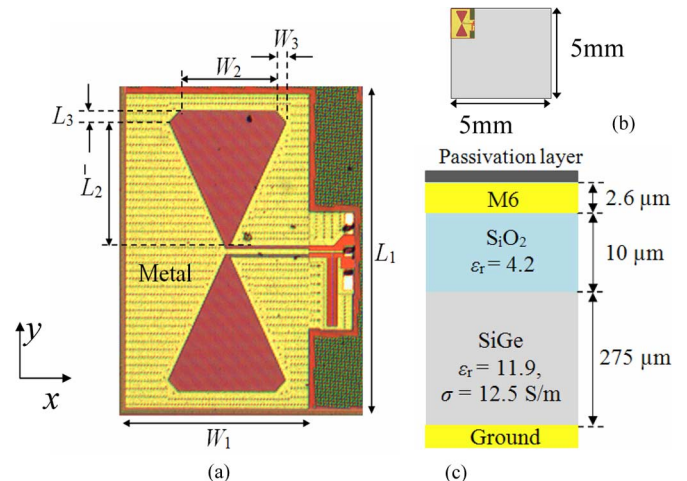 W₃
W₂
L₃
L₂
L₁
Metal
y
x
W₁
(a)
5mm
5mm
(b)
Passivation layer
M6
2.6 µm
SiO₂
εr = 4.2
10 µm
SiGe
εr = 11.9,
σ = 12.5 S/m
275 µm
Ground
(c)